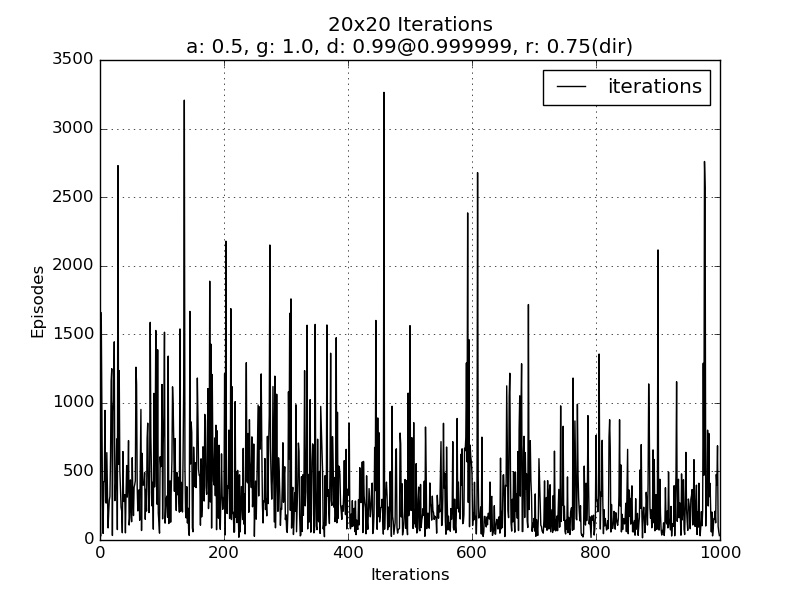 20x20 Iterations
a: 0.5, g: 1.0, d: 0.99@0.999999, r: 0.75(dir)
iterations
3500
3000
2500
2000
1500
1000
500
0
Episodes
0 200 400 600 800 1000
Iterations